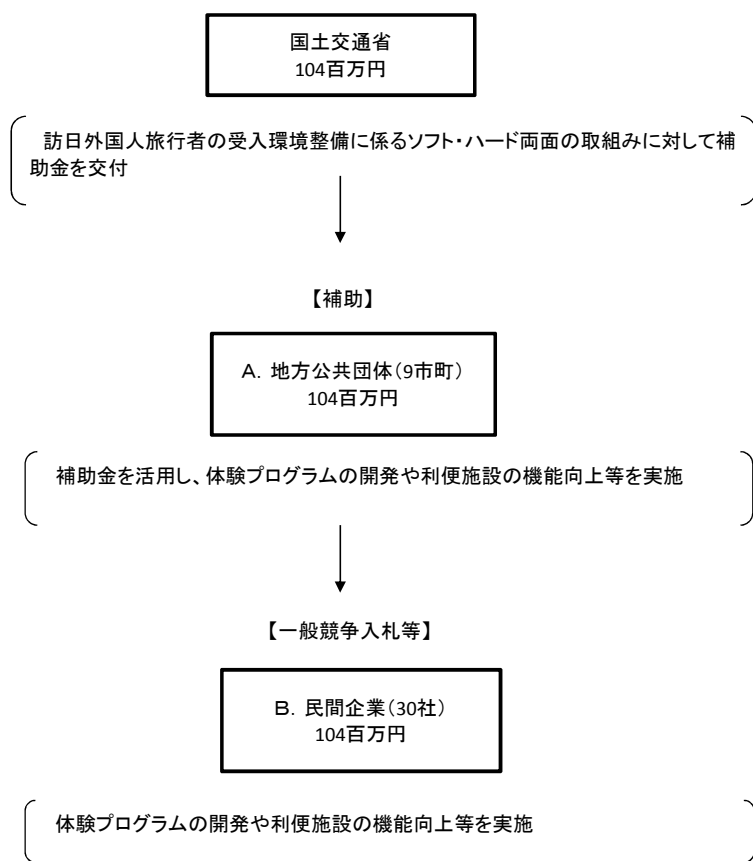 国土交通省
104百万円
訪日外国人旅行者の受入環境整備に係るソフト・ハード両面の取組みに対して補
助金を交付
【補助】
A. 地方公共団体(9市町)
104百万円
補助金を活用し、体験プログラムの開発や利便施設の機能向上等を実施
【一般競争入札等】
B. 民間企業(30社)
104百万円
体験プログラムの開発や利便施設の機能向上等を実施